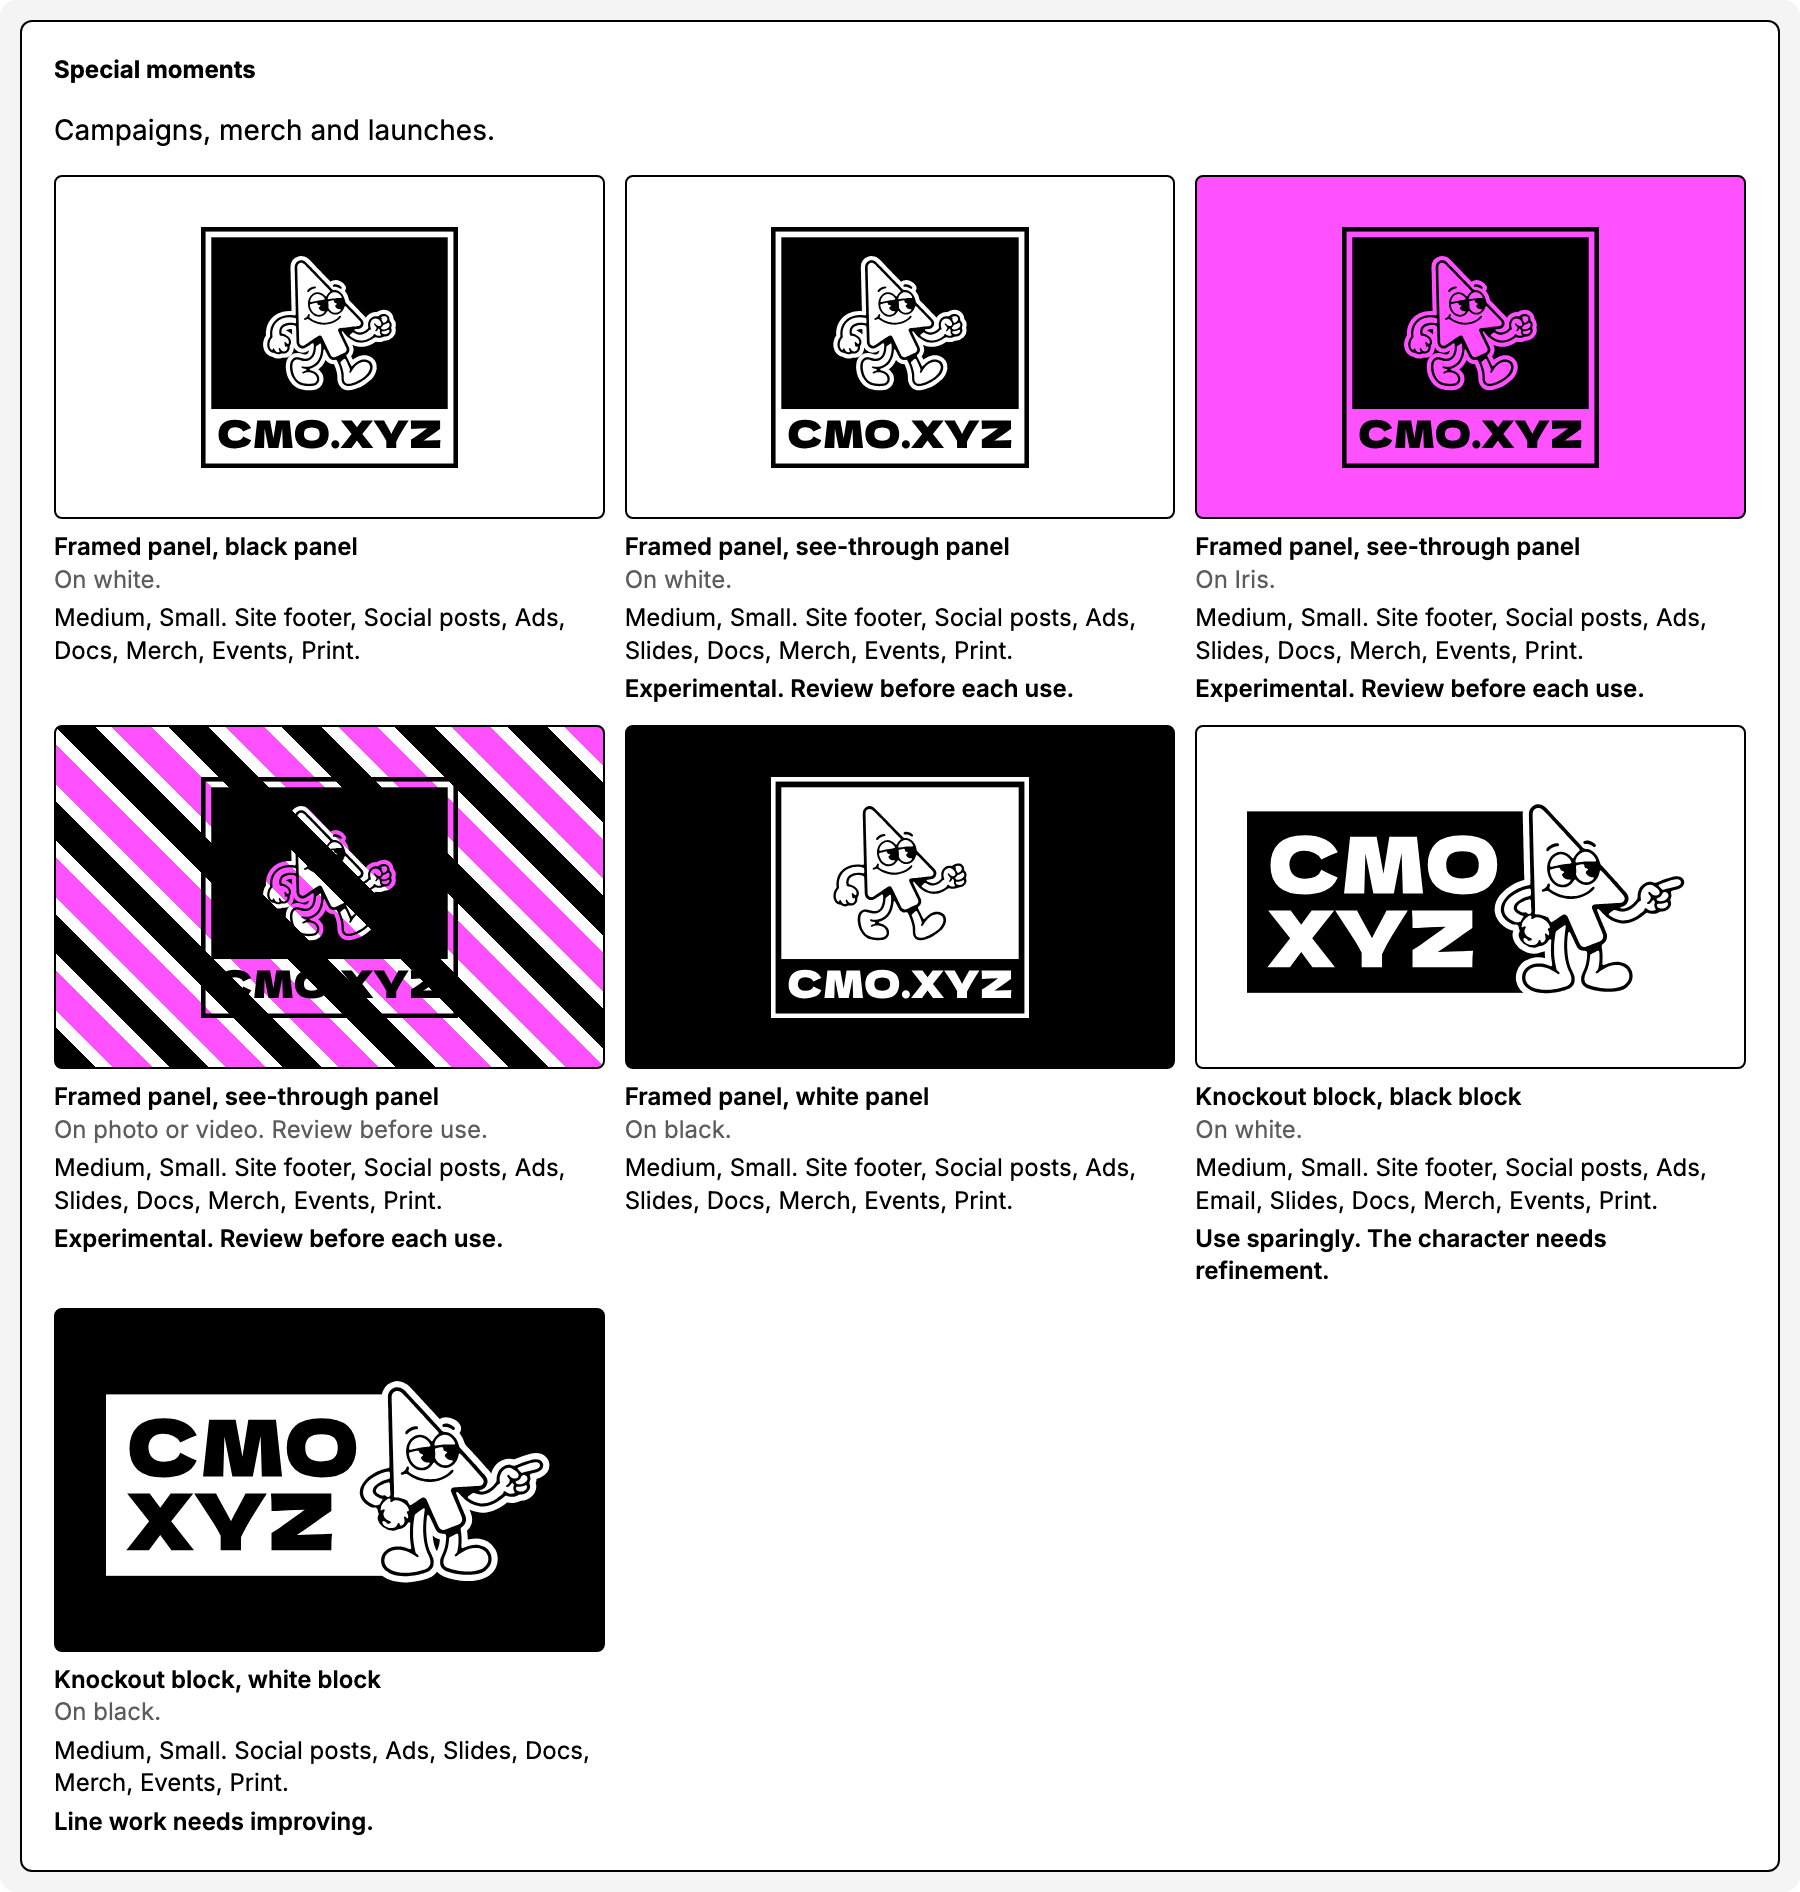 Special moments
Campaigns, merch and launches.
CMO.XYZ
CMO.XYZ
CMO.XYZ
Framed panel, black panel
On white.
Medium, Small. Site footer, Social posts, Ads,
Docs, Merch, Events, Print.
Framed panel, see-through panel
On white.
Medium, Small. Site footer, Social posts, Ads,
Slides, Docs, Merch, Events, Print.
Experimental. Review before each use.
Framed panel, see-through panel
On Iris.
Medium, Small. Site footer, Social posts, Ads,
Slides, Docs, Merch, Events, Print.
Experimental. Review before each use.
CMO.XYZ
CMO.XYZ
CMO
XYZ
Framed panel, see-through panel
On photo or video. Review before use.
Medium, Small. Site footer, Social posts, Ads,
Slides, Docs, Merch, Events, Print.
Experimental. Review before each use.
Framed panel, white panel
On black.
Medium, Small. Site footer, Social posts, Ads,
Slides, Docs, Merch, Events, Print.
Knockout block, black block
On white.
Medium, Small. Site footer, Social posts, Ads,
Email, Slides, Docs, Merch, Events, Print.
Use sparingly. The character needs
refinement.
CMO
XYZ
Knockout block, white block
On black.
Medium, Small. Social posts, Ads, Slides, Docs,
Merch, Events, Print.
Line work needs improving.